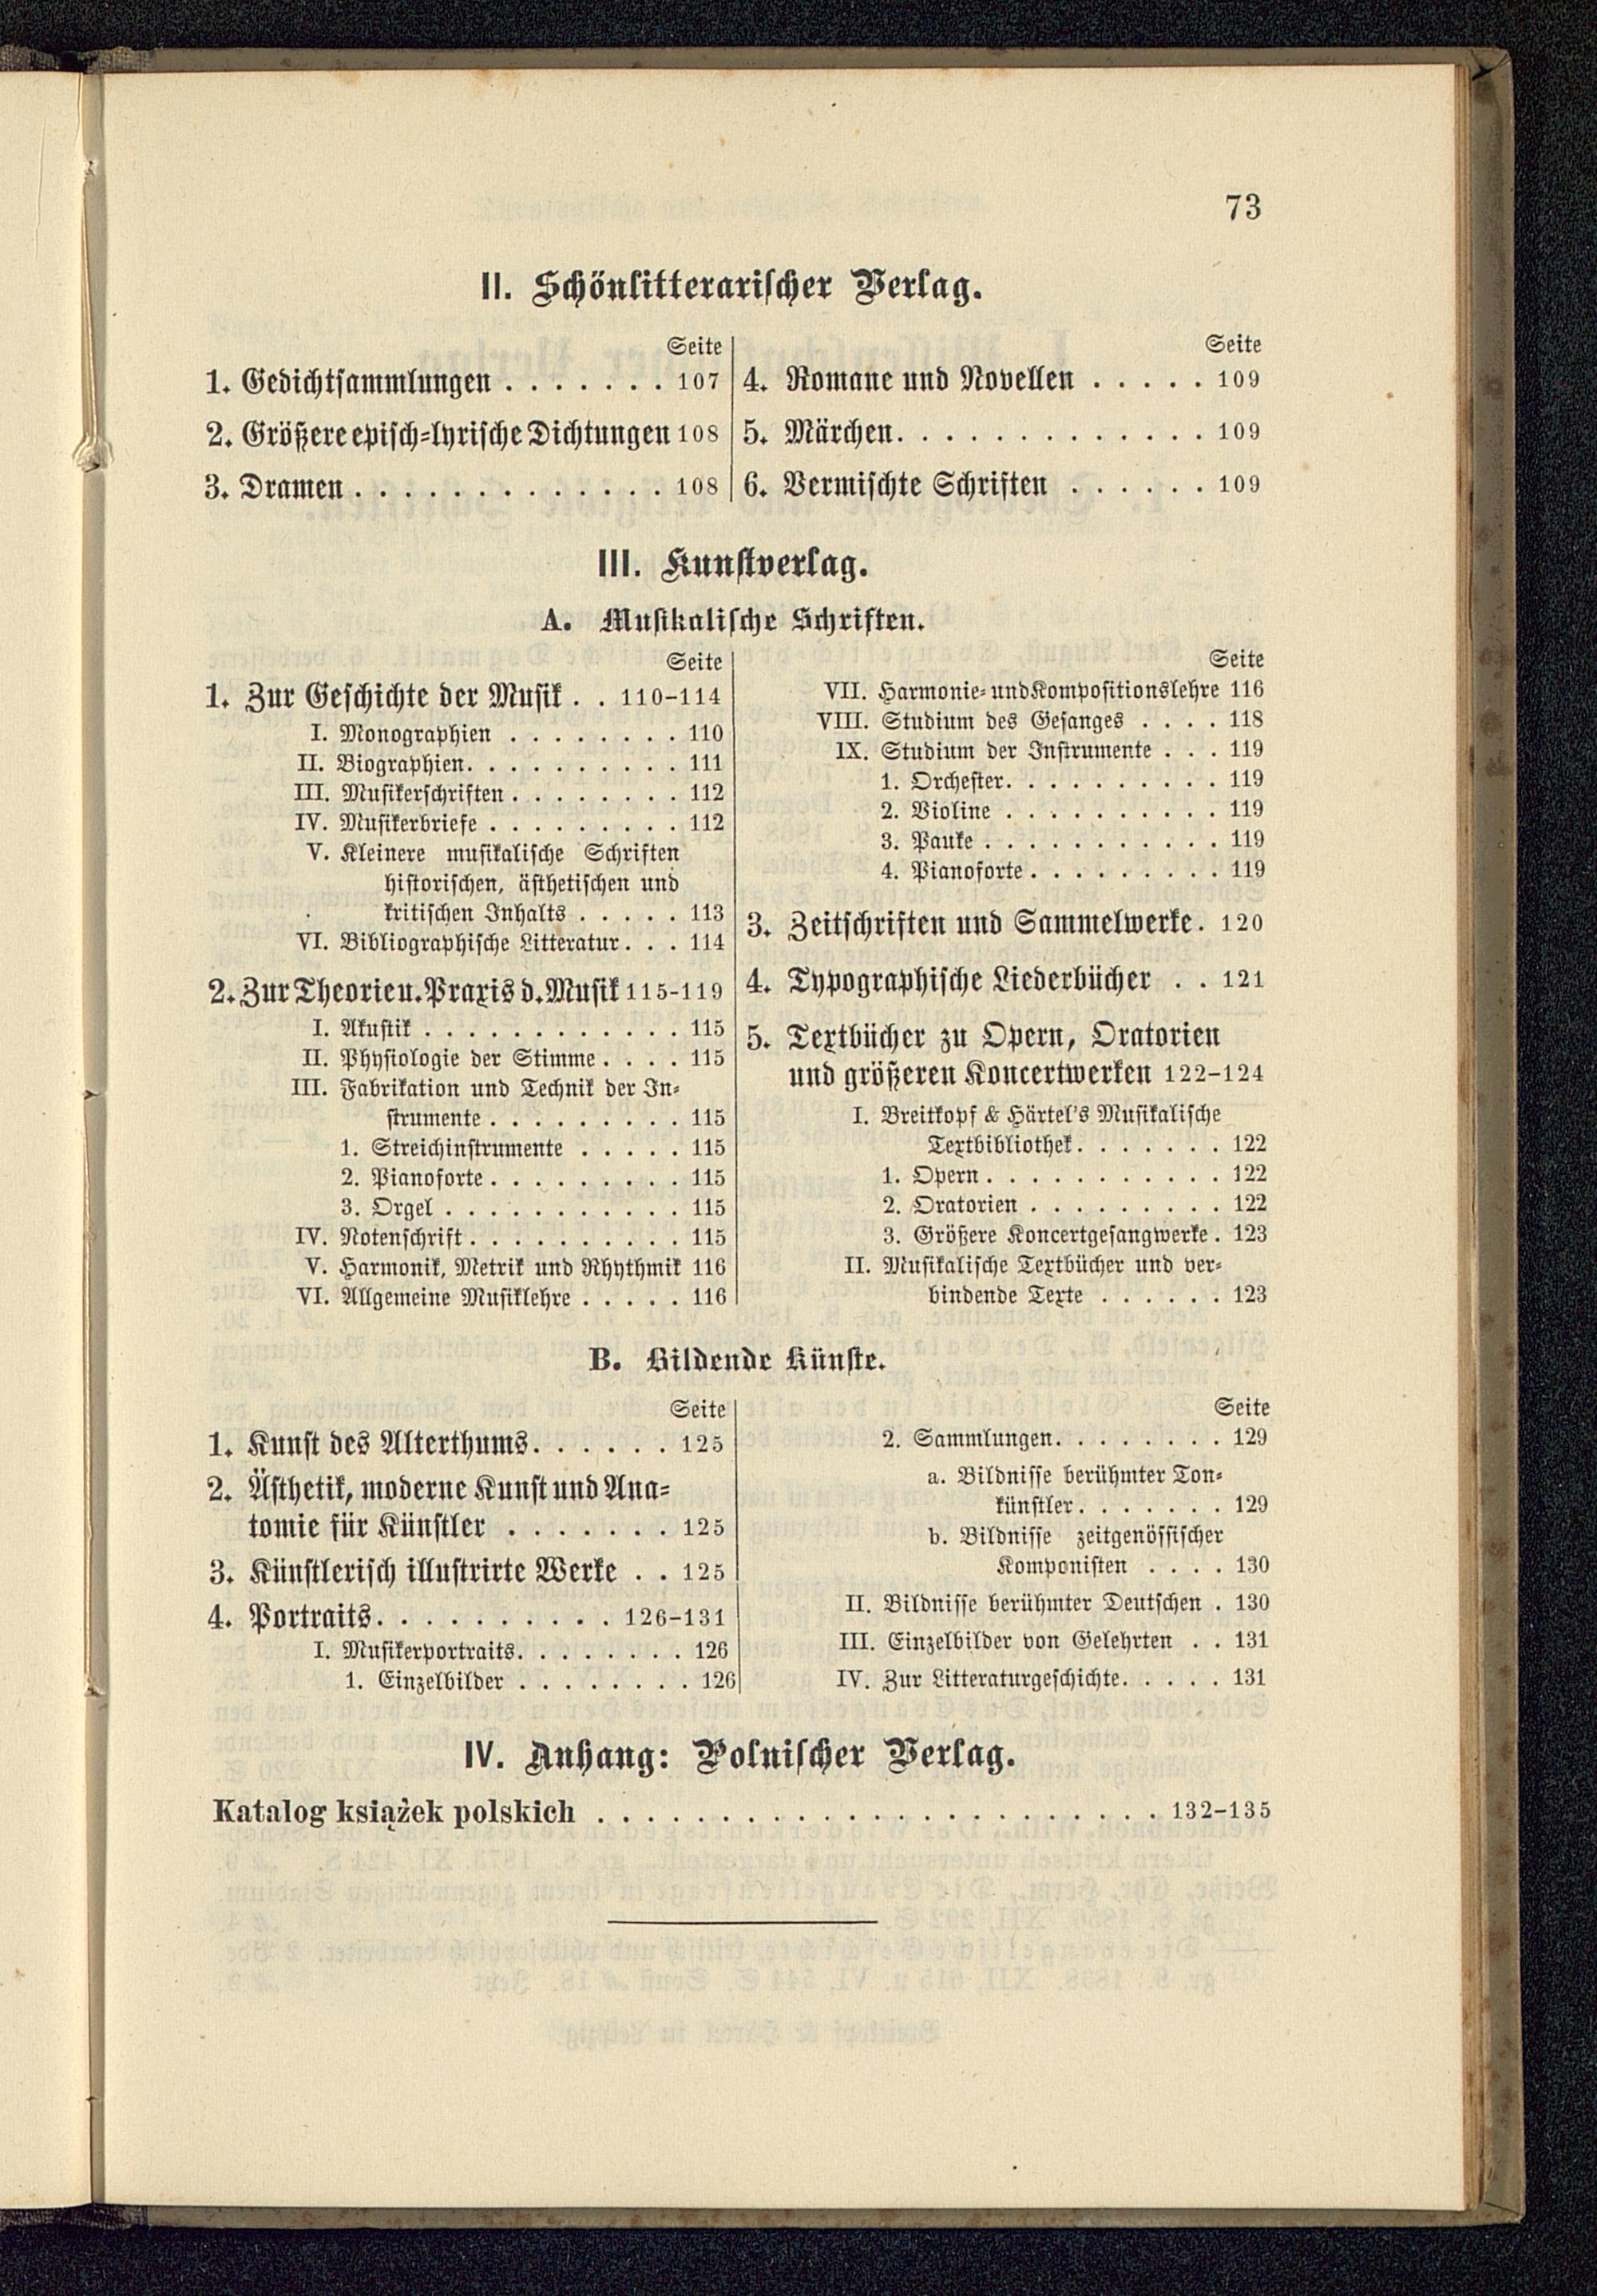 73
II. Schönlitterarischer Verlag.
Seite
1. Gedichtsammlungen . . . . . . . 107
2. Größere episch-lyrische Dichtungen 108
3. Dramen . . . . . . . . . . . . . 108
Seite
4. Romane und Novellen . . . . . 109
5. Märchen. . . . . . . . . . . . . 109
6. Vermischte Schriften . . . . . . 109
III. Kunstverlag.
A. Musikalische Schriften.
Seite
1. Zur Geschichte der Musik . . 110-114
I. Monographien . . . . . . . . 110
II. Biographien. . . . . . . . . . 111
III. Musikerschriften . . . . . . . . 112
IV. Musikerbriefe . . . . . . . . . 112
V. Kleinere musikalische Schriften
historischen, ästhetischen und
kritischen Inhalts . . . . . 113
VI. Bibliographische Litteratur . . . 114
2. Zur Theorie u. Praxis d. Musik 115-119
I. Akustik . . . . . . . . . . . . 115
II. Physiologie der Stimme . . . . 115
III. Fabrikation und Technik der In-
strumente . . . . . . . . . 115
1. Streichinstrumente . . . . . 115
2. Pianoforte . . . . . . . . . 115
3. Orgel . . . . . . . . . . . 115
IV. Notenschrift . . . . . . . . . . 115
V. Harmonik, Metrik und Rhythmik 116
VI. Allgemeine Musiklehre . . . . . 116
Seite
VII. Harmonie- und Kompositionslehre 116
VIII. Studium des Gesanges . . . . 118
IX. Studium der Instrumente . . . 119
1. Orchester. . . . . . . . . . 119
2. Violine . . . . . . . . . . 119
3. Pauke . . . . . . . . . . . 119
4. Pianoforte . . . . . . . . . 119
3. Zeitschriften und Sammelwerke . 120
4. Typographische Liederbücher . . 121
5. Textbücher zu Opern, Oratorien
und größeren Koncertwerken 122-124
I. Breitkopf & Härtel's Musikalische
Textbibliothek . . . . . . . 122
1. Opern . . . . . . . . . . . 122
2. Oratorien . . . . . . . . . 122
3. Größere Koncertgesangwerke . 123
II. Musikalische Textbücher und ver-
bindende Texte . . . . . . 123
B. Bildende Künste.
Seite
1. Kunst des Alterthums. . . . . . 125
2. Ästhetik, moderne Kunst und Ana-
tomie für Künstler . . . . . . . 125
3. Künstlerisch illustrirte Werke . . 125
4. Portraits . . . . . . . . . . 126-131
I. Musikerportraits. . . . . . . . 126
1. Einzelbilder . . . . . . . . 126
Seite
2. Sammlungen. . . . . . . . 129
a. Bildnisse berühmter Ton-
künstler . . . . . . . 129
b. Bildnisse zeitgenössischer
Komponisten . . . . 130
II. Bildnisse berühmter Deutschen . 130
III. Einzelbilder von Gelehrten . . 131
IV. Zur Litteraturgeschichte . . . . . 131
IV. Anhang: Polnischer Verlag.
Katalog książek polskich . . . . . . . . . . . . . . . . . . . . . . . 132-135